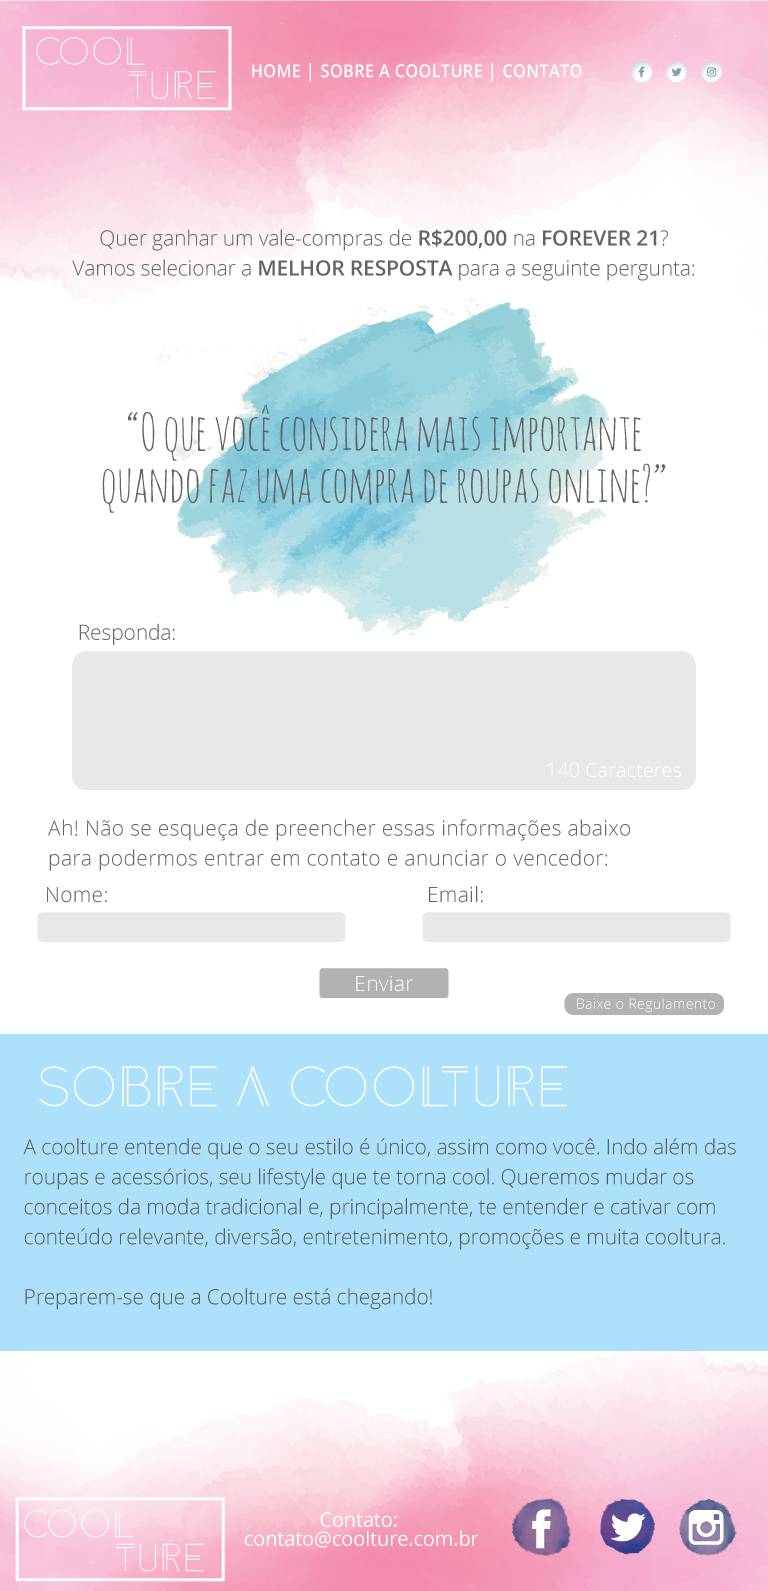 COOL
TURE
HOME | SOBRE A COOLTURE | CONTATO
Quer ganhar um vale-compras de R$200,00 na FOREVER 21?
Vamos selecionar a MELHOR RESPOSTA para a seguinte pergunta:
“O QUE VOCÊ CONSIDERA MAIS IMPORTANTE
QUANDO FAZ UMA COMPRA DE ROUPAS ONLINE?”
Responda:
140 Caracteres
Ah! Não se esqueça de preencher essas informações abaixo
para podermos entrar em contato e anunciar o vencedor:
Nome:
Email:
Enviar
Baixe o Regulamento
SOBRE A COOLTURE
A coolture entende que o seu estilo é único, assim como você. Indo além das
roupas e acessórios, seu lifestyle que te torna cool. Queremos mudar os
conceitos da moda tradicional e, principalmente, te entender e cativar com
conteúdo relevante, diversão, entretenimento, promoções e muita cooltura.
Preparem-se que a Coolture está chegando!
COOL
TURE
Contato:
contato@coolture.com.br